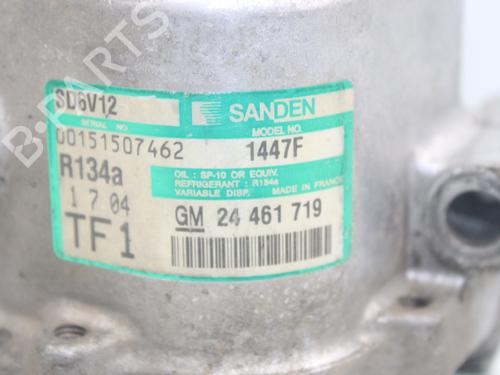 SD6V12
SANDEN
SERIAL NO.
MODEL NO.
00151507462
1447F
R134a
OIL : SP-10 OR EQUIV.
REFRIGERANT : R134a
VARIABLE DISP. MADE IN FRANCE
1 7 04
TF1
GM 24 461 719
B-PARTS